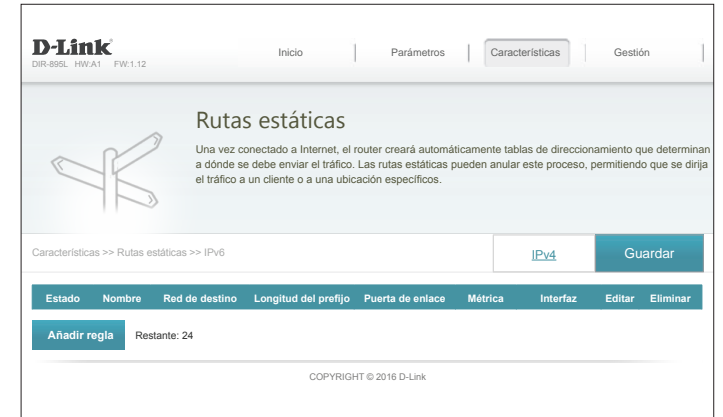 D-Link
DIR-895L HW:A1 FW:1.12
Inicio
Parámetros
Características
Gestión
Rutas estáticas
Una vez conectado a Internet, el router creará automáticamente tablas de direccionamiento que determinan
a dónde se debe enviar el tráfico. Las rutas estáticas pueden anular este proceso, permitiendo que se dirija
el tráfico a un cliente o a una ubicación específicos.
Características >> Rutas estáticas >> IPv6
IPv4
Guardar
Estado Nombre Red de destino Longitud del prefijo Puerta de enlace Métrica Interfaz Editar Eliminar
Añadir regla
Restante: 24
COPYRIGHT © 2016 D-Link